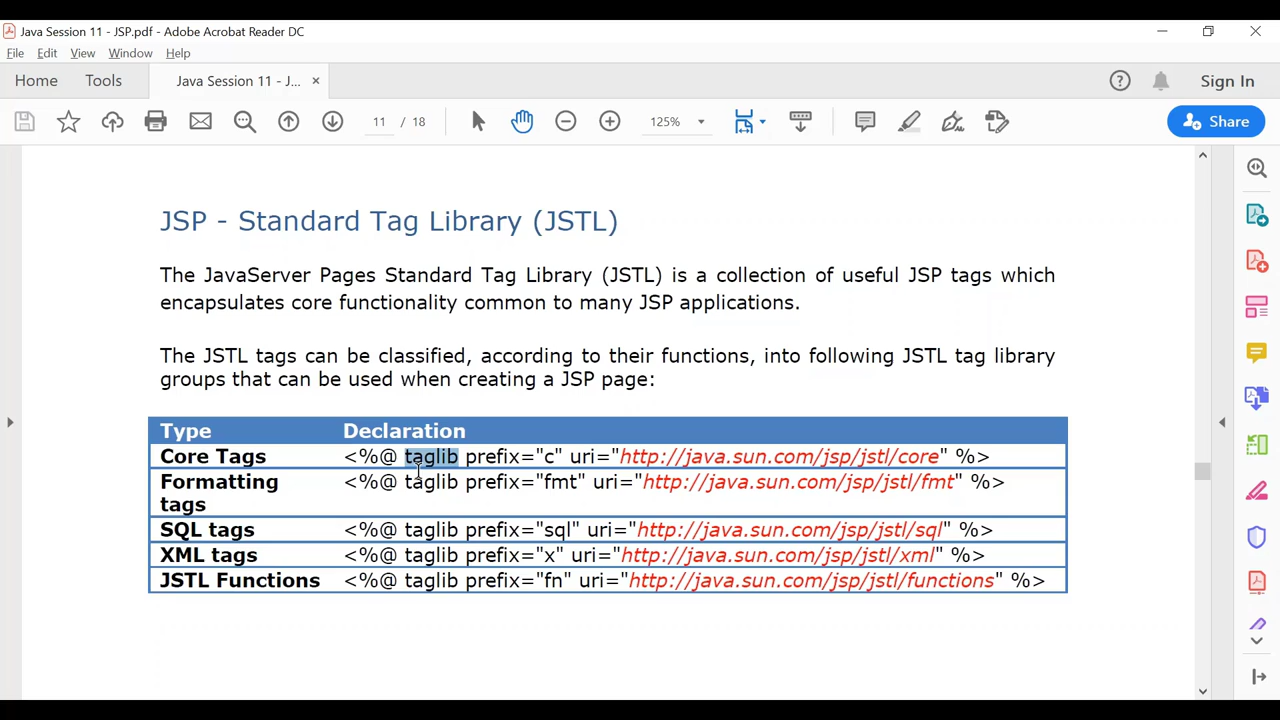 Java Session 11 - JSP.pdf - Adobe Acrobat Reader DC
File Edit View Window Help
Home Tools Java Session 11 - J... × ? Sign In
11 / 18 125% Share
JSP - Standard Tag Library (JSTL)
The JavaServer Pages Standard Tag Library (JSTL) is a collection of useful JSP tags which
encapsulates core functionality common to many JSP applications.
The JSTL tags can be classified, according to their functions, into following JSTL tag library
groups that can be used when creating a JSP page:
Type Declaration
Core Tags <%@ taglib prefix="c" uri="http://java.sun.com/jsp/jstl/core" %>
Formatting <%@ taglib prefix="fmt" uri="http://java.sun.com/jsp/jstl/fmt" %>
tags
SQL tags <%@ taglib prefix="sql" uri="http://java.sun.com/jsp/jstl/sql" %>
XML tags <%@ taglib prefix="x" uri="http://java.sun.com/jsp/jstl/xml" %>
JSTL Functions <%@ taglib prefix="fn" uri="http://java.sun.com/jsp/jstl/functions" %>